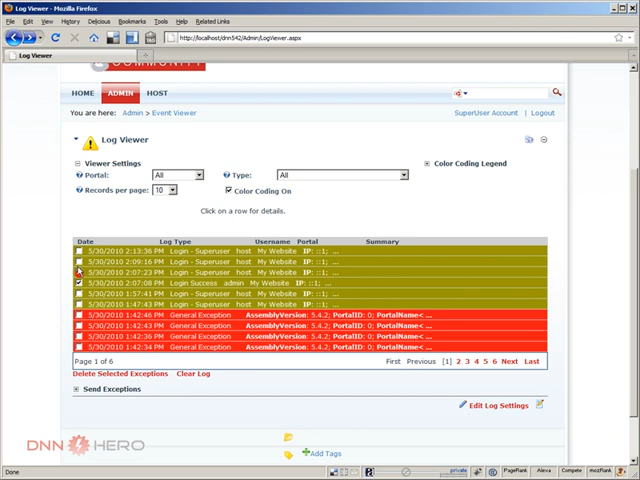 Log Viewer - Mozilla Firefox
File Edit View History Delicious Bookmarks Tools Help Related Links
http://localhost/dnn542/Admin/LogViewer.aspx
Log Viewer
COMMUNITY
HOME ADMIN HOST
You are here: Admin > Event Viewer SuperUser Account | Logout
Log Viewer
Viewer Settings Color Coding Legend
Portal: All Type: All
Records per page: 10 Color Coding On
Click on a row for details.
Date Log Type Username Portal Summary
5/30/2010 2:13:36 PM Login - Superuser host My Website IP: ::1; ...
5/30/2010 2:09:16 PM Login - Superuser host My Website IP: ::1; ...
5/30/2010 2:07:23 PM Login - Superuser host My Website IP: ::1; ...
5/30/2010 2:07:08 PM Login Success admin My Website IP: ::1; ...
5/30/2010 1:57:41 PM Login - Superuser host My Website IP: ::1; ...
5/30/2010 1:47:43 PM Login - Superuser host My Website IP: ::1; ...
5/30/2010 1:42:46 PM General Exception AssemblyVersion: 5.4.2; PortalID: 0; PortalName< ...
5/30/2010 1:42:43 PM General Exception AssemblyVersion: 5.4.2; PortalID: 0; PortalName< ...
5/30/2010 1:42:36 PM General Exception AssemblyVersion: 5.4.2; PortalID: 0; PortalName< ...
5/30/2010 1:42:34 PM General Exception AssemblyVersion: 5.4.2; PortalID: 0; PortalName< ...
Page 1 of 6 First Previous [1] 2 3 4 5 6 Next Last
Delete Selected Exceptions Clear Log
Send Exceptions
Edit Log Settings
DNN HERO
Add Tags
Done private PageRank Alexa Compete mozRank